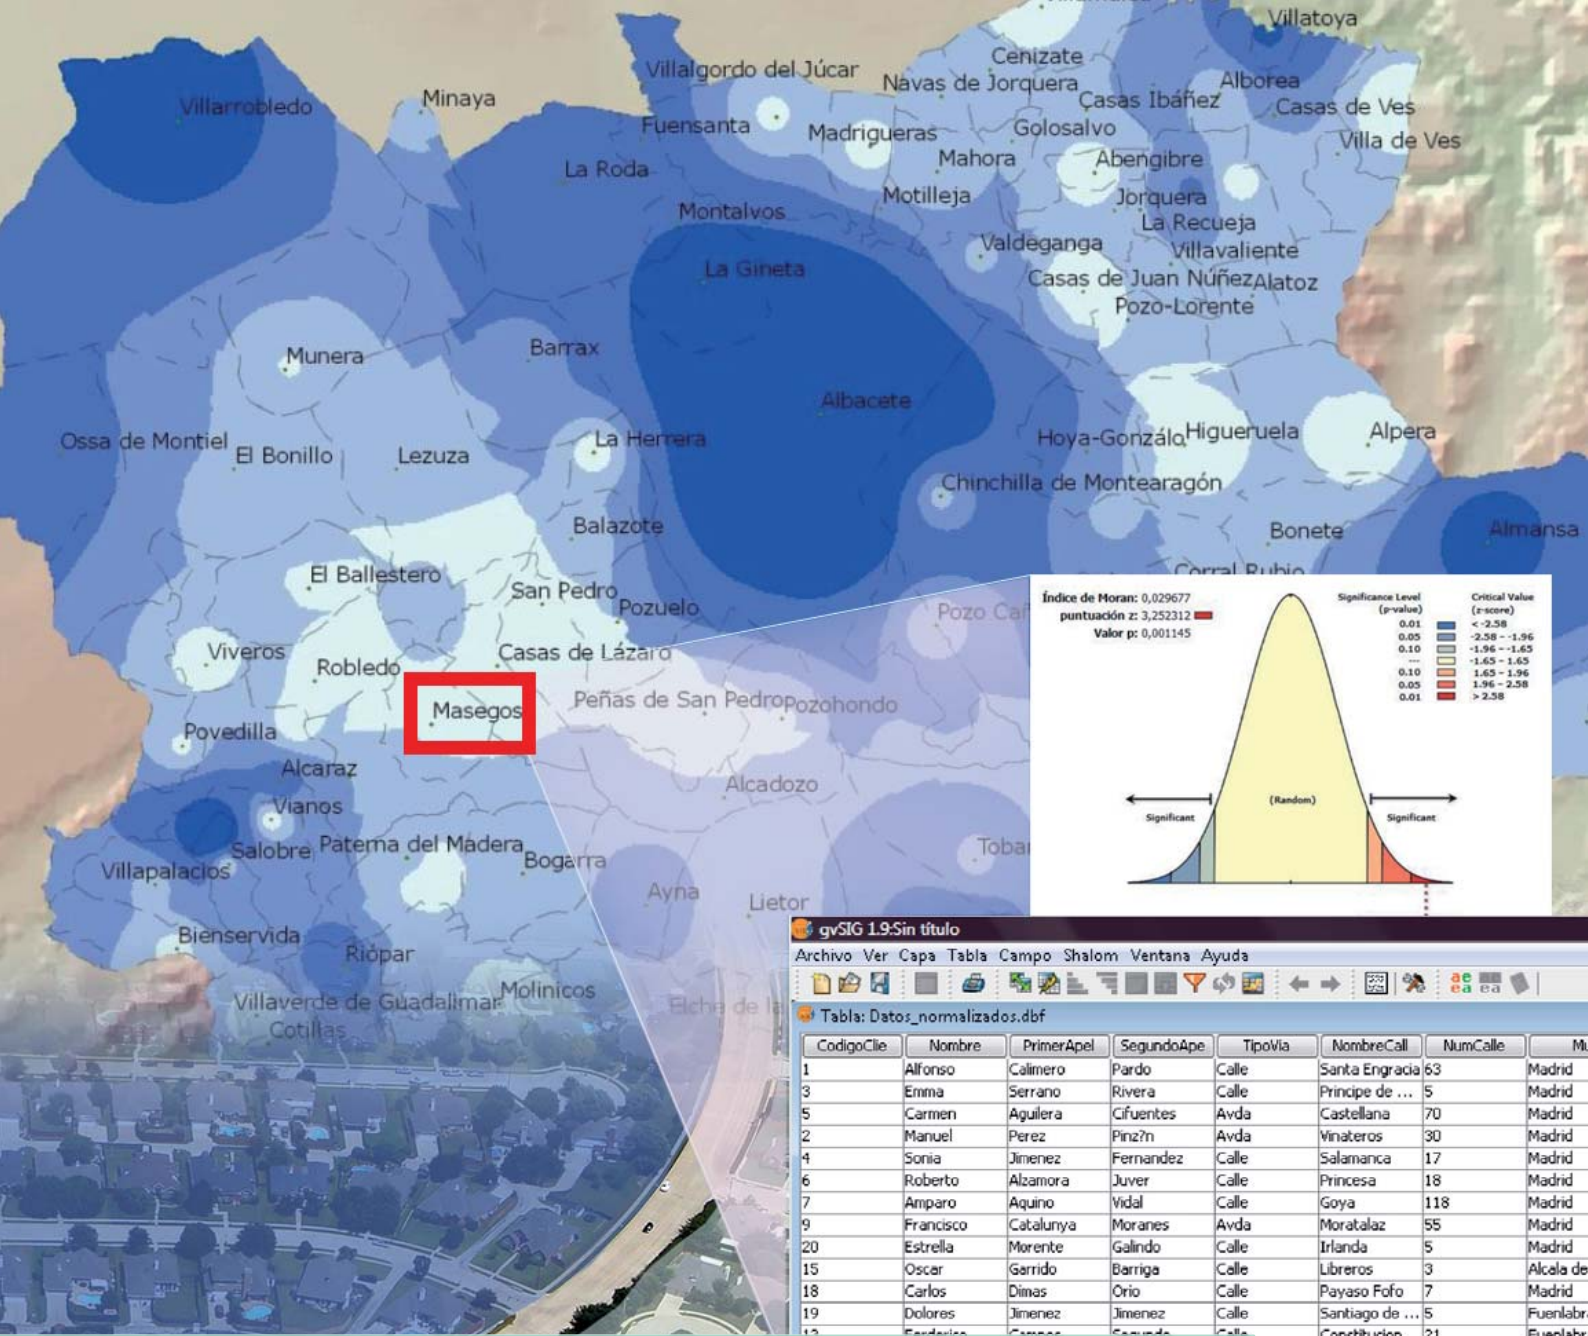 Villatoya
Cenizate
Villalgordo del Júcar
Navas de Jorquera
Alborea
Minaya
Villarrobledo
Casas Ibáñez
Casas de Ves
Fuensanta
Madrigueras
Golosalvo
Villa de Ves
Mahora
Abengibre
La Roda
Motilleja
Jorquera
Montalvos
La Recueja
Valdeganga
Villavaliente
La Gineta
Casas de Juan Núñez
Alatoz
Pozo-Lorente
Munera
Barrax
Albacete
Ossa de Montiel
El Bonillo
Lezuza
La Herrera
Hoya-Gonzálo
Higueruela
Alpera
Chinchilla de Montearagón
Balazote
Bonete
Almansa
Corral Rubio
El Ballestero
San Pedro
Pozuelo
Viveros
Robledo
Casas de Lázaro
Masegos
Peñas de San Pedro
Pozohondo
Povedilla
Alcaraz
Alcadozo
Vianos
Salobre
Paterna del Madera
Bogarra
Villapalacios
Ayna
Lietor
Bienservida
Riópar
Villaverde de Guadalimar
Molinicos
Cotillas
Elche de la
Índice de Moran: 0,029677
puntuación z: 3,252312
Valor p: 0,001145
Significance Level
(p-value)
Critical Value
(z-score)
0.01 < -2.58
0.05 -2.58 - -1.96
0.10 -1.96 - -1.65
--- -1.65 - 1.65
0.10 1.65 - 1.96
0.05 1.96 - 2.58
0.01 > 2.58
(Random)
Significant
Significant
gvSIG 1.9:Sin título
Archivo Ver Capa Tabla Campo Shalom Ventana Ayuda
Tabla: Datos_normalizados.dbf
CodigoClie Nombre PrimerApel SegundoApe TipoVia NombreCall NumCalle Mu
1 Alfonso Calimero Pardo Calle Santa Engracia 63 Madrid
3 Emma Serrano Rivera Calle Principe de ... 5 Madrid
5 Carmen Aguilera Cifuentes Avda Castellana 70 Madrid
2 Manuel Perez Pinz?n Avda Vinateros 30 Madrid
4 Sonia Jimenez Fernandez Calle Salamanca 17 Madrid
6 Roberto Alzamora Juver Calle Princesa 18 Madrid
7 Amparo Aquino Vidal Calle Goya 118 Madrid
9 Francisco Catalunya Moranes Avda Moratalaz 55 Madrid
20 Estrella Morente Galindo Calle Irlanda 5 Madrid
15 Oscar Garrido Barriga Calle Libreros 3 Alcala de
18 Carlos Dimas Orio Calle Payaso Fofo 7 Madrid
19 Dolores Jimenez Jimenez Calle Santiago de ... 5 Fuenlabr